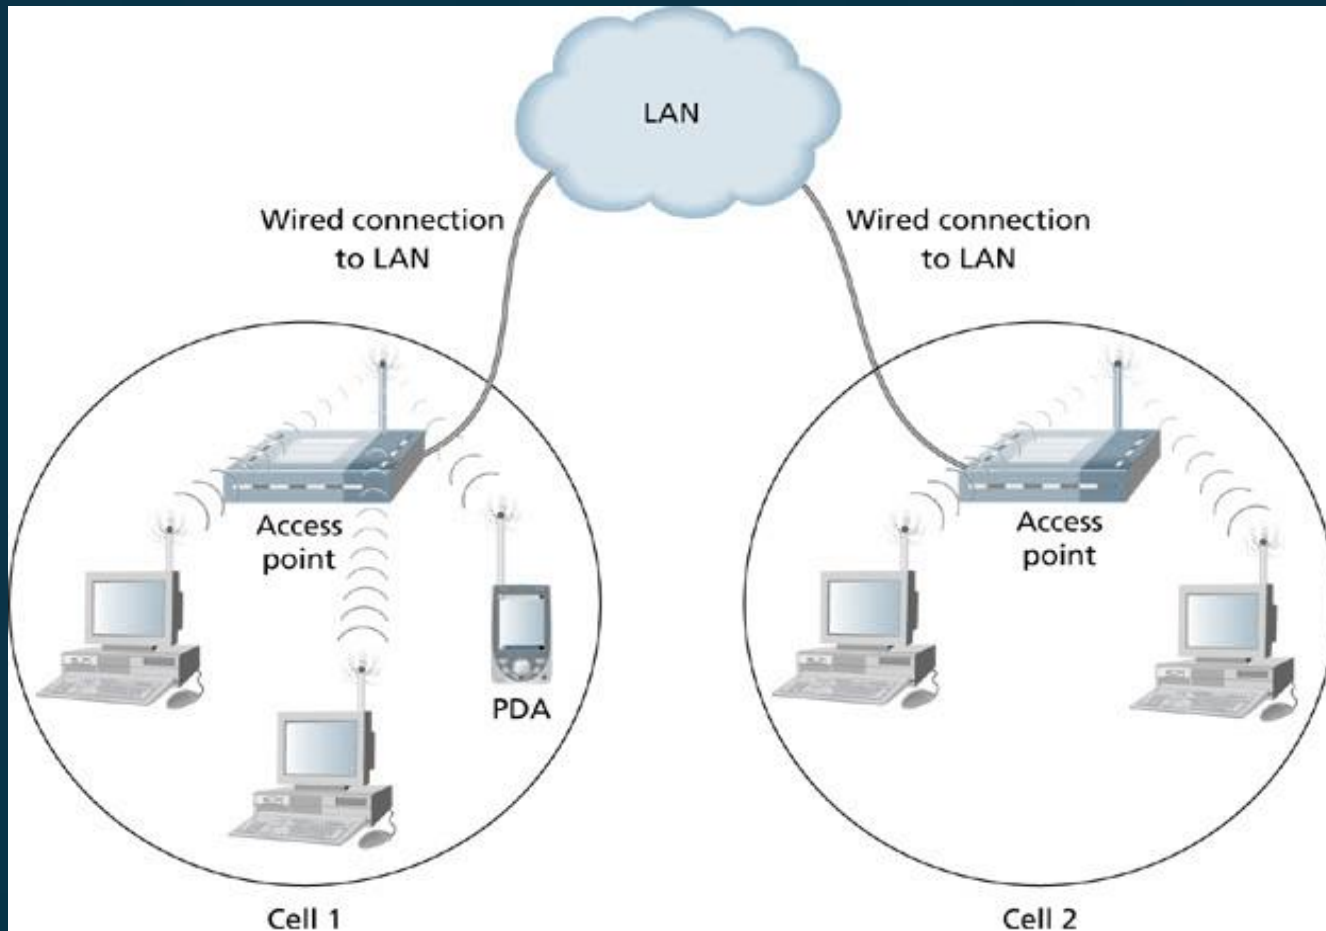 LAN
Wired connection
to LAN
Wired connection
to LAN
Access
point
PDA
Access
point
Cell 1
Cell 2